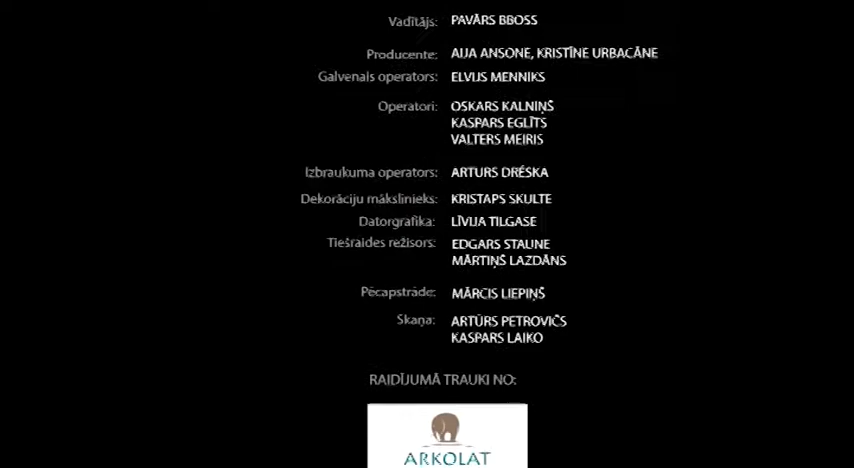 Vadītājs: PAVĀRS BBOSS
Producente: AIJA ANSONE, KRISTĪNE URBACĀNE
Galvenais operators: ELVIJS MENNIKS
Operatori: OSKARS KALNIŅŠ
KASPARS EGLĪTS
VALTERS MEIRIS
Izbraukuma operators: ARTURS DRĒSKA
Dekorāciju mākslinieks: KRISTAPS SKULTE
Datorgrafika: LĪVIJA TILGASE
Tiešraides režisors: EDGARS STAUNE
MĀRTIŅŠ LAZDĀNS
Pēcapstrāde: MĀRCIS LIEPIŅŠ
Skaņa: ARTŪRS PETROVIČS
KASPARS LAIKO
RAIDĪJUMĀ TRAUKI NO:
ARKOLAT